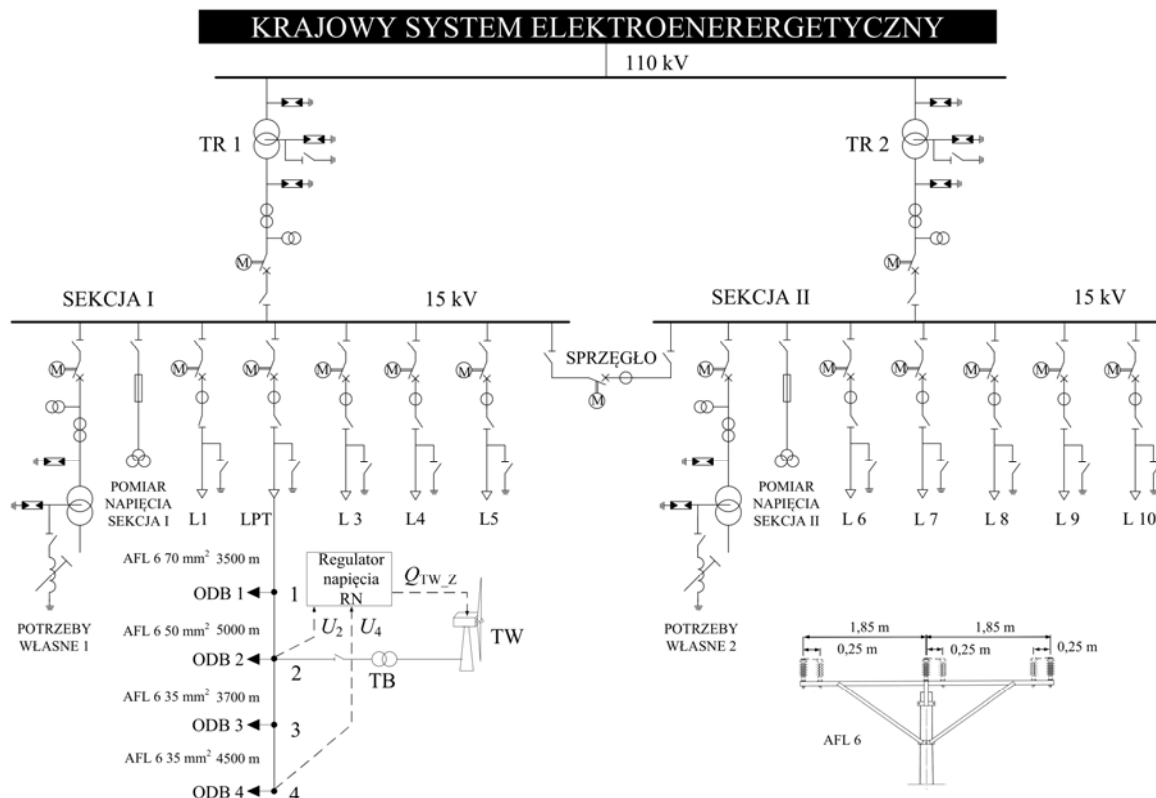 KRAJOWY SYSTEM ELEKTROENERERGETYCZNY
110 kV
TR 1
TR 2
M
M
SEKCJA I
15 kV
SEKCJA II
15 kV
SPRZĘGŁO
M
M
M
M
M
M
M
M
M
M
M
M
M
POMIAR
NAPIĘCIA
SEKCJA I
L1
LPT
L 3
L4
L5
POMIAR
NAPIĘCIA
SEKCJA II
L 6
L 7
L 8
L 9
L 10
POTRZEBY
WŁASNE 1
POTRZEBY
WŁASNE 2
AFL 6 70 mm² 3500 m
ODB 1
1
AFL 6 50 mm² 5000 m
ODB 2
2
AFL 6 35 mm² 3700 m
ODB 3
3
AFL 6 35 mm² 4500 m
ODB 4
4
Regulator
napięcia
RN
QTW_Z
U2
U4
TW
TB
1,85 m
1,85 m
0,25 m
0,25 m
0,25 m
AFL 6